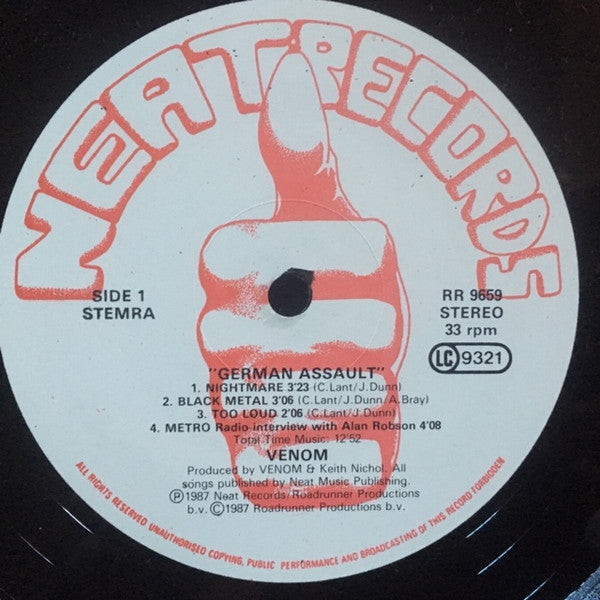 NEAT RECORDS
SIDE 1
STEMRA
RR 9659
STEREO
33 rpm
LC 9321
"GERMAN ASSAULT"
1. NIGHTMARE 3'23 (C.Lant/J.Dunn)
2. BLACK METAL 3'06 (C.Lant/J.Dunn/A.Bray)
3. TOO LOUD 2'06 (C.Lant/J.Dunn)
4. METRO Radio interview with Alan Robson 4'08
Total Time Music: 12'52
VENOM
Produced by VENOM & Keith Nichol. All
songs published by Neat Music Publishing.
Ⓟ1987 Neat Records/Roadrunner Productions
b.v. ©1987 Roadrunner Productions b.v.
ALL RIGHTS RESERVED UNAUTHORISED COPYING, PUBLIC PERFORMANCE AND BROADCASTING OF THIS RECORD FORBIDDEN